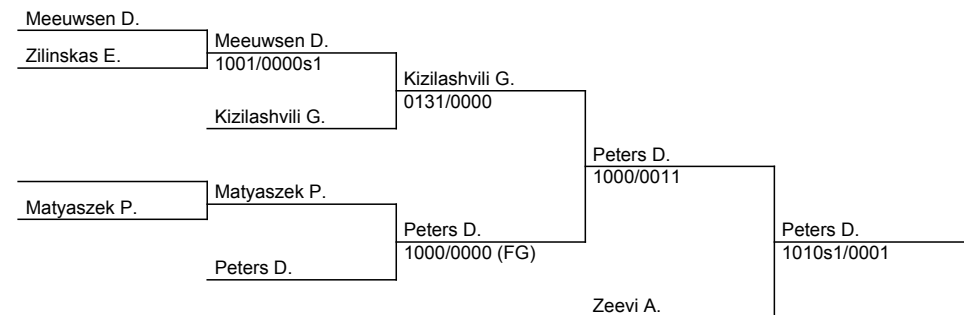 Meeuwsen D.
Zilinskas E.
Meeuwsen D.
1001/0000s1
Kizilashvili G.
Kizilashvili G.
0131/0000
Matyaszek P.
Matyaszek P.
Peters D.
Peters D.
1000/0000 (FG)
Peters D.
1000/0011
Zeevi A.
Peters D.
1010s1/0001